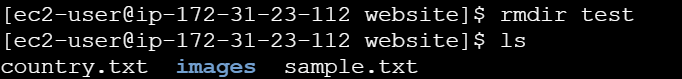 [ec2-user@ip-172-31-23-112 website]$ rmdir test
[ec2-user@ip-172-31-23-112 website]$ ls
country.txt  images  sample.txt